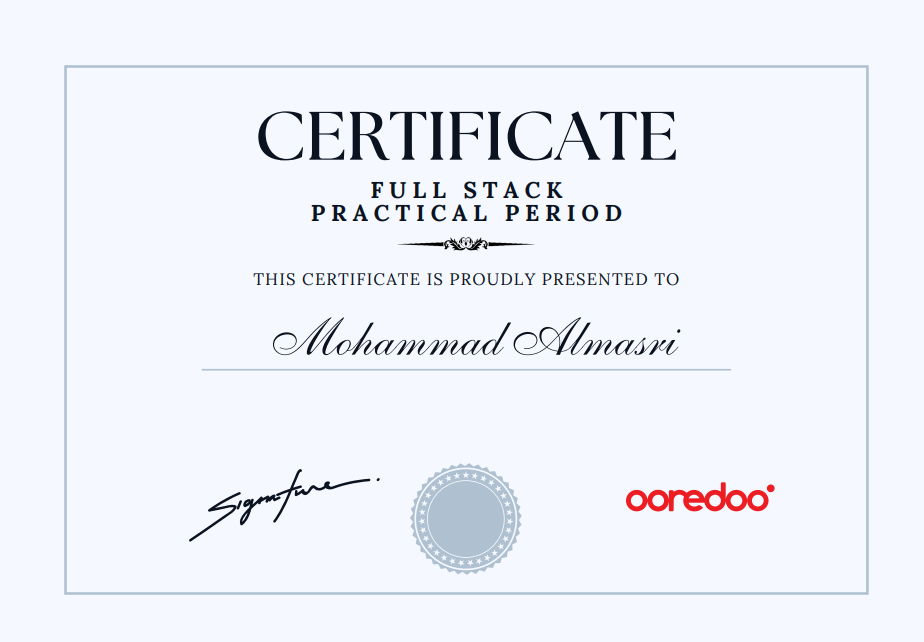 CERTIFICATE
FULL STACK
PRACTICAL PERIOD
THIS CERTIFICATE IS PROUDLY PRESENTED TO
Mohammad Almasri
Signature
ooredoo